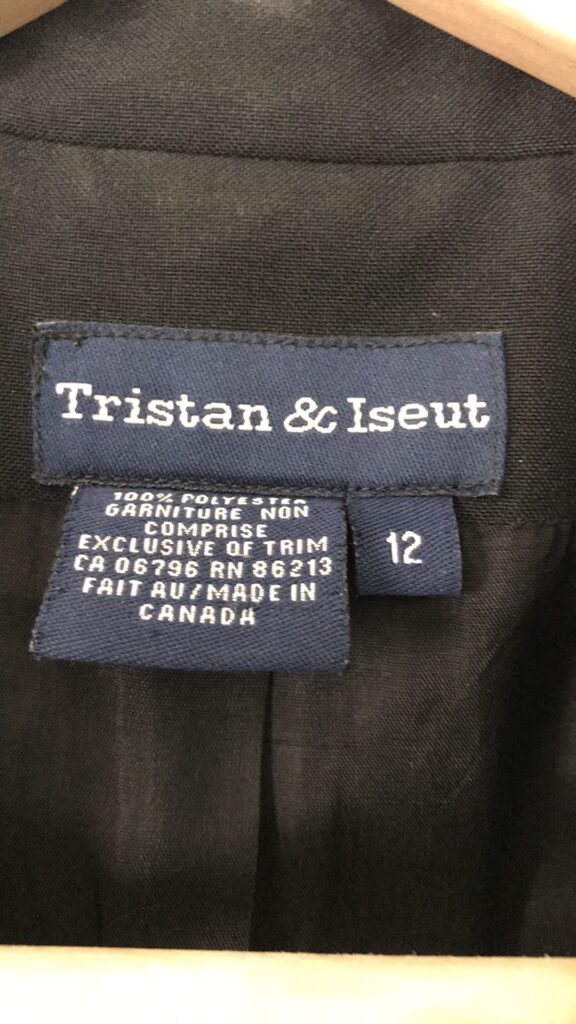 Tristan & Iseut
100% POLYESTER
GARNITURE NON
COMPRISE
EXCLUSIVE OF TRIM
CA 06796 RN 86213
FAIT AU/MADE IN
CANADA
12